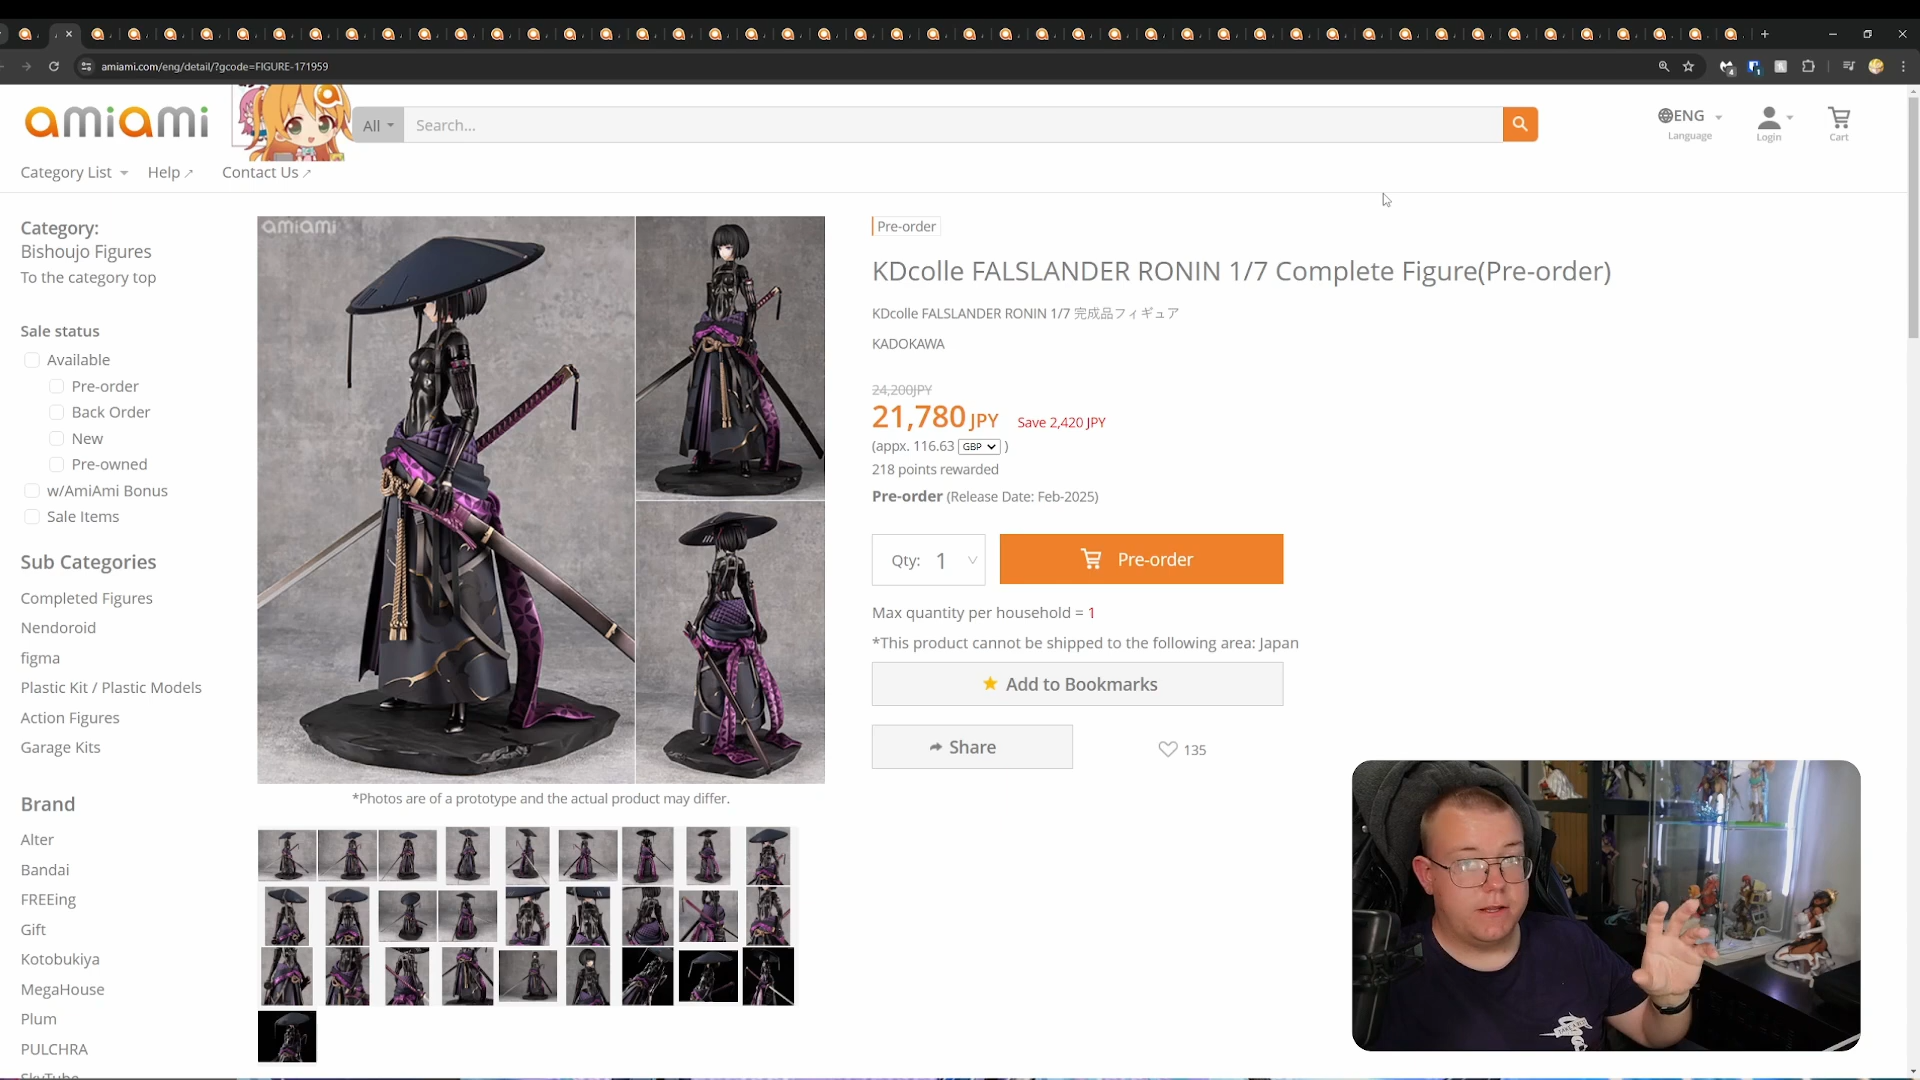 amiami.com/eng/detail/?gcode=FIGURE-171959
amiami
All
Search...
ENG
Language
Login
Cart
Category List
Help
Contact Us
Category:
Bishoujo Figures
To the category top
Sale status
Available
Pre-order
Back Order
New
Pre-owned
w/AmiAmi Bonus
Sale Items
Sub Categories
Completed Figures
Nendoroid
figma
Plastic Kit / Plastic Models
Action Figures
Garage Kits
Brand
Alter
Bandai
FREEing
Gift
Kotobukiya
MegaHouse
Plum
PULCHRA
SkyTube
amiami
*Photos are of a prototype and the actual product may differ.
Pre-order
KDcolle FALSLANDER RONIN 1/7 Complete Figure(Pre-order)
KDcolle FALSLANDER RONIN 1/7 完成品フィギュア
KADOKAWA
24,200JPY
21,780 JPY Save 2,420 JPY
(appx. 116.63 GBP )
218 points rewarded
Pre-order (Release Date: Feb-2025)
Qty: 1
Pre-order
Max quantity per household = 1
*This product cannot be shipped to the following area: Japan
Add to Bookmarks
Share
135